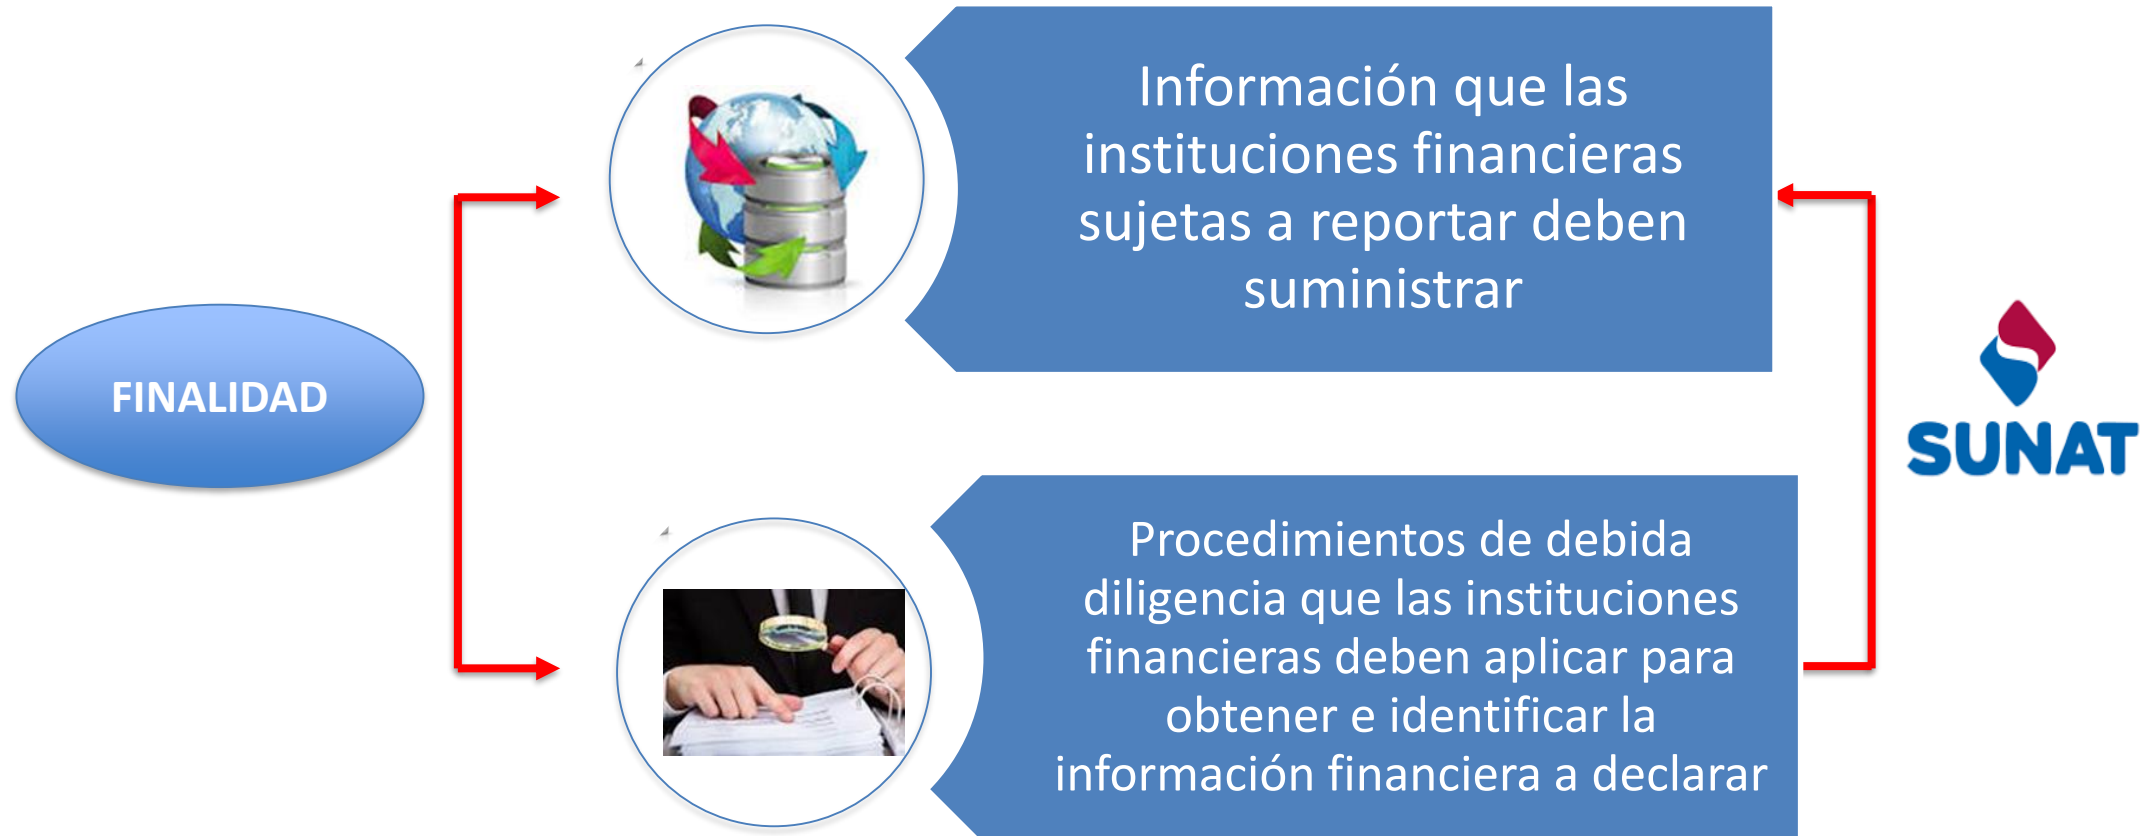 Información que las
instituciones financieras
sujetas a reportar deben
suministrar
FINALIDAD
SUNAT
Procedimientos de debida
diligencia que las instituciones
financieras deben aplicar para
obtener e identificar la
información financiera a declarar